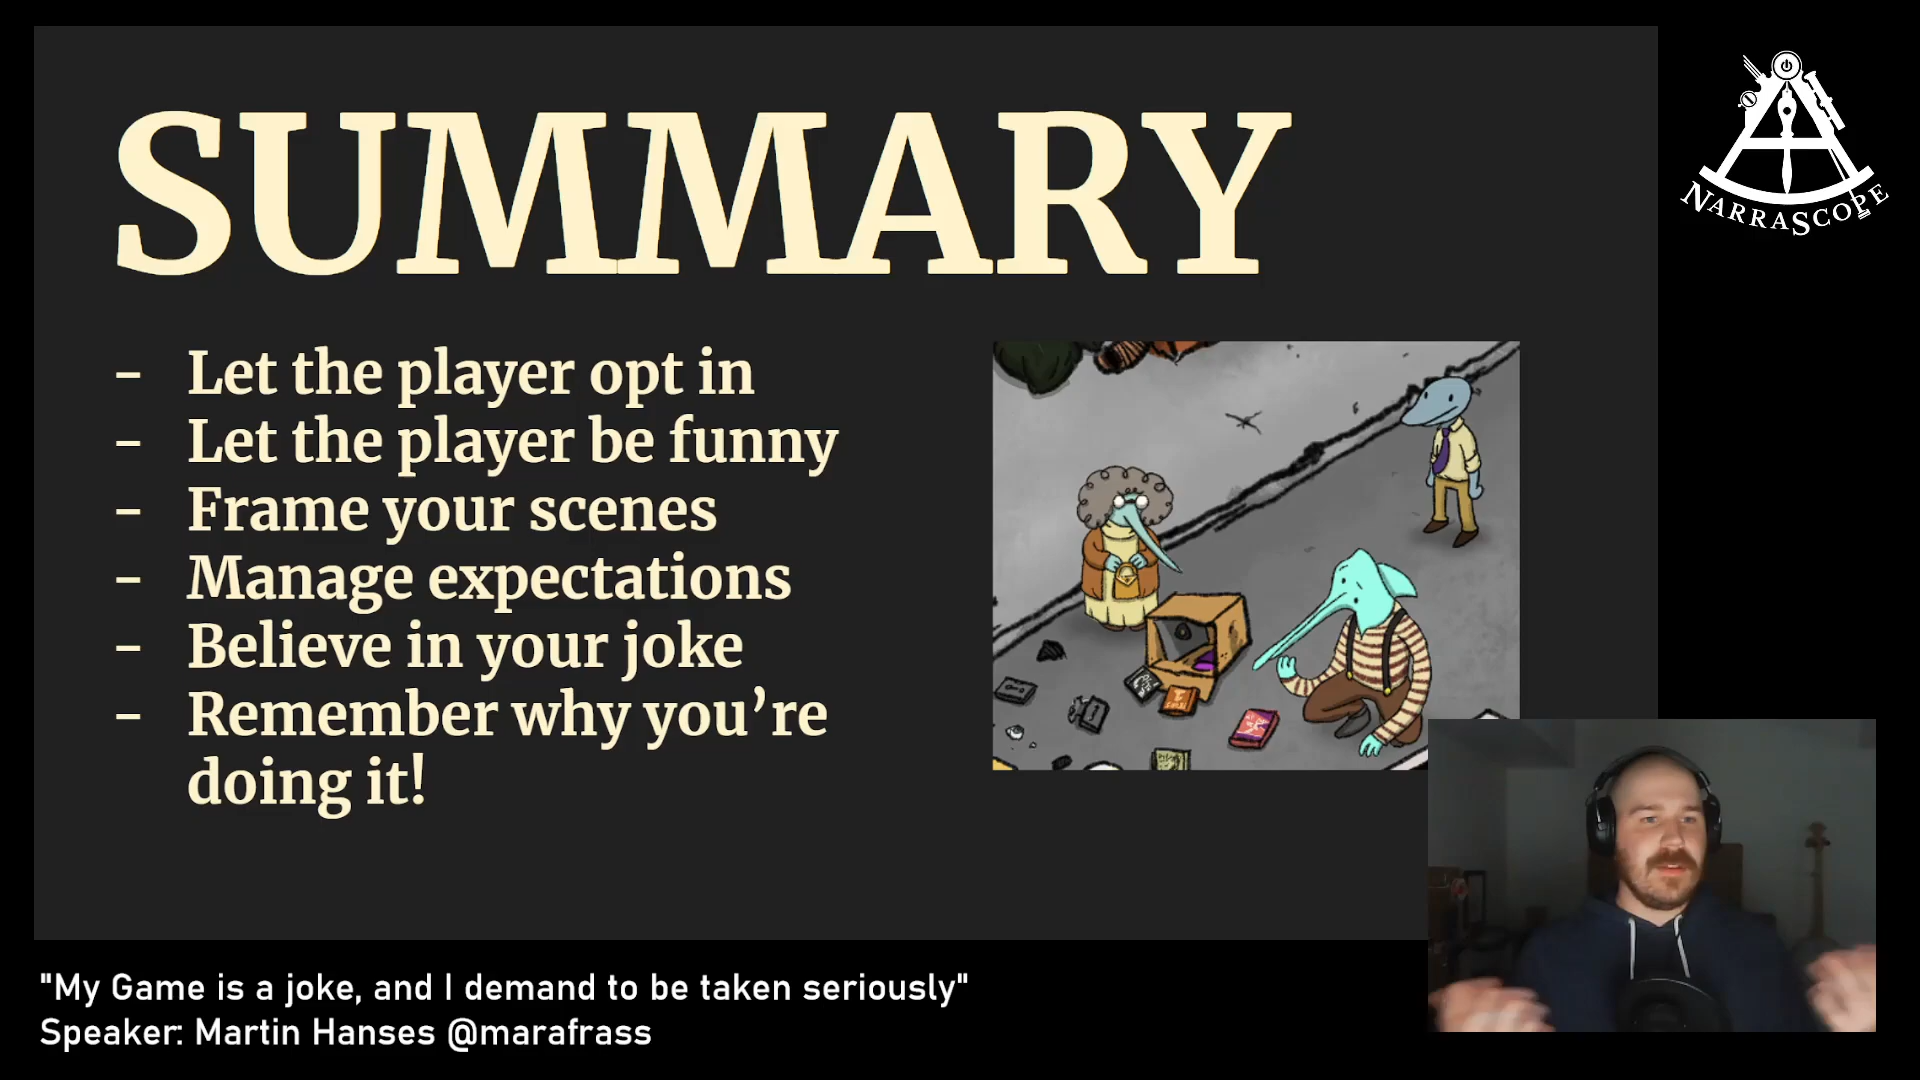 SUMMARY
- Let the player opt in
- Let the player be funny
- Frame your scenes
- Manage expectations
- Believe in your joke
- Remember why you’re
doing it!
NARRASCOPE
"My Game is a joke, and I demand to be taken seriously"
Speaker: Martin Hanses @marafrass